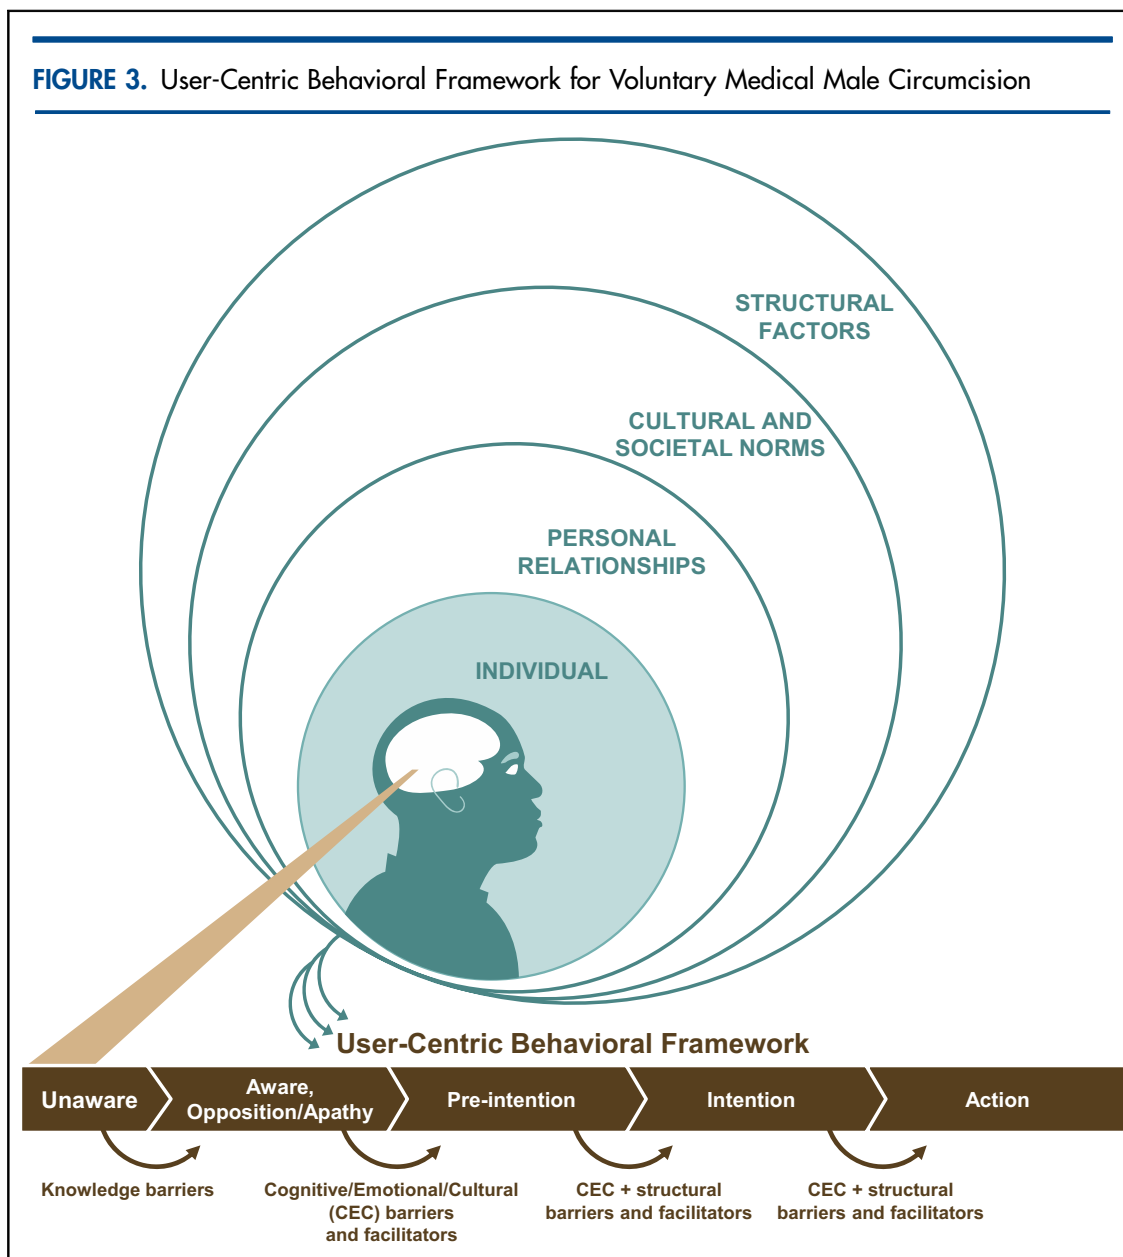 FIGURE 3. User-Centric Behavioral Framework for Voluntary Medical Male Circumcision
STRUCTURAL
FACTORS
CULTURAL AND
SOCIETAL NORMS
PERSONAL
RELATIONSHIPS
INDIVIDUAL
User-Centric Behavioral Framework
Unaware
Aware,
Opposition/Apathy
Pre-intention
Intention
Action
Knowledge barriers
Cognitive/Emotional/Cultural
(CEC) barriers
and facilitators
CEC + structural
barriers and facilitators
CEC + structural
barriers and facilitators